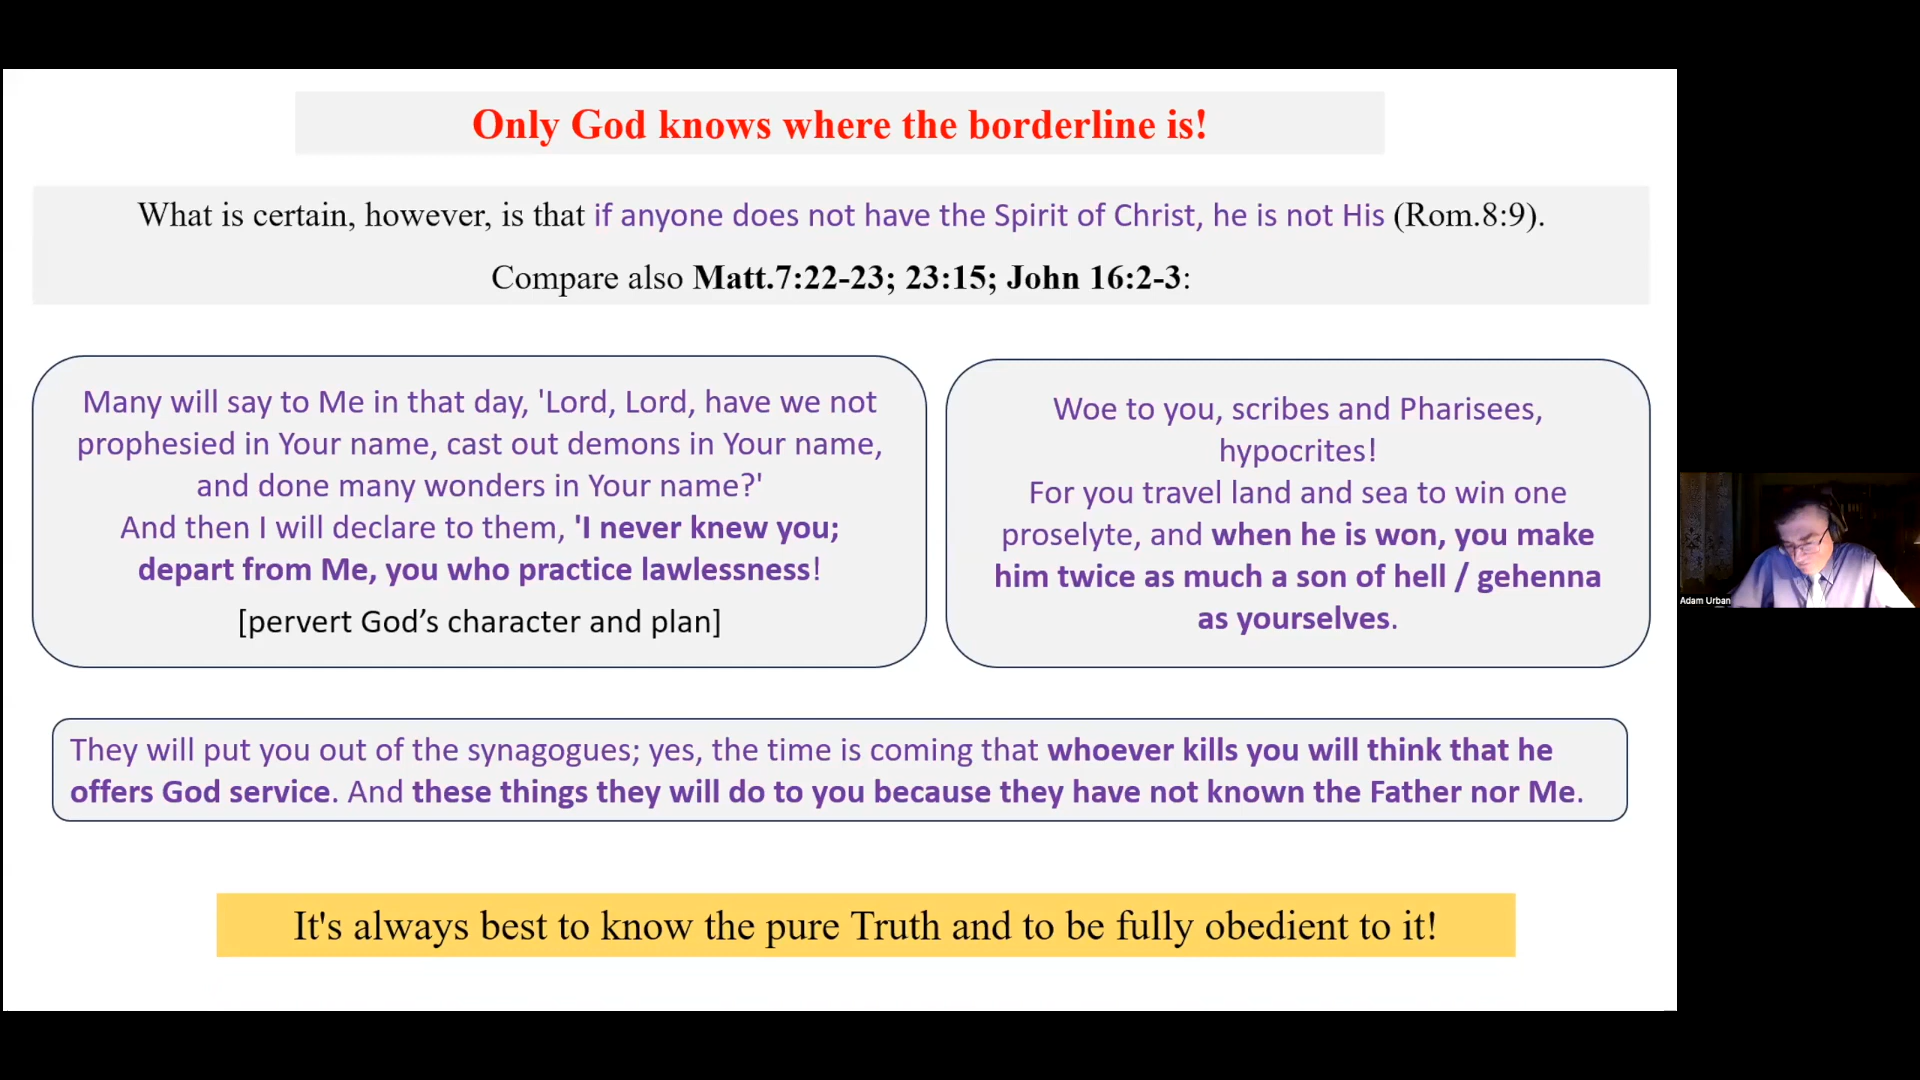 Only God knows where the borderline is!
What is certain, however, is that if anyone does not have the Spirit of Christ, he is not His (Rom.8:9).
Compare also Matt.7:22-23; 23:15; John 16:2-3:
Many will say to Me in that day, 'Lord, Lord, have we not
prophesied in Your name, cast out demons in Your name,
and done many wonders in Your name?'
And then I will declare to them, 'I never knew you;
depart from Me, you who practice lawlessness!
[pervert God’s character and plan]
Woe to you, scribes and Pharisees,
hypocrites!
For you travel land and sea to win one
proselyte, and when he is won, you make
him twice as much a son of hell / gehenna
as yourselves.
They will put you out of the synagogues; yes, the time is coming that whoever kills you will think that he
offers God service. And these things they will do to you because they have not known the Father nor Me.
It's always best to know the pure Truth and to be fully obedient to it!
Adam Urban